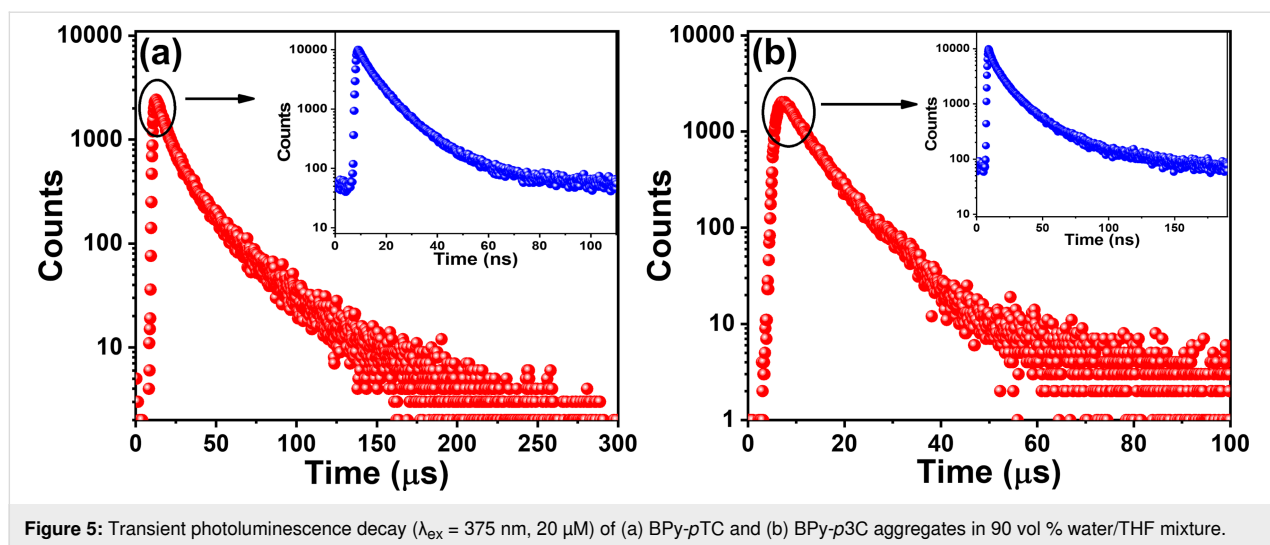 (a)
10000
1000
100
10
Counts
0 50 100 150 200 250 300
Time (μs)
10000
1000
100
10
Counts
0 20 40 60 80 100
Time (ns)
(b)
10000
1000
100
10
1
Counts
0 20 40 60 80 100
Time (μs)
10000
1000
100
10
Counts
0 50 100 150
Time (ns)
Figure 5: Transient photoluminescence decay (λex = 375 nm, 20 μM) of (a) BPy-pTC and (b) BPy-p3C aggregates in 90 vol % water/THF mixture.